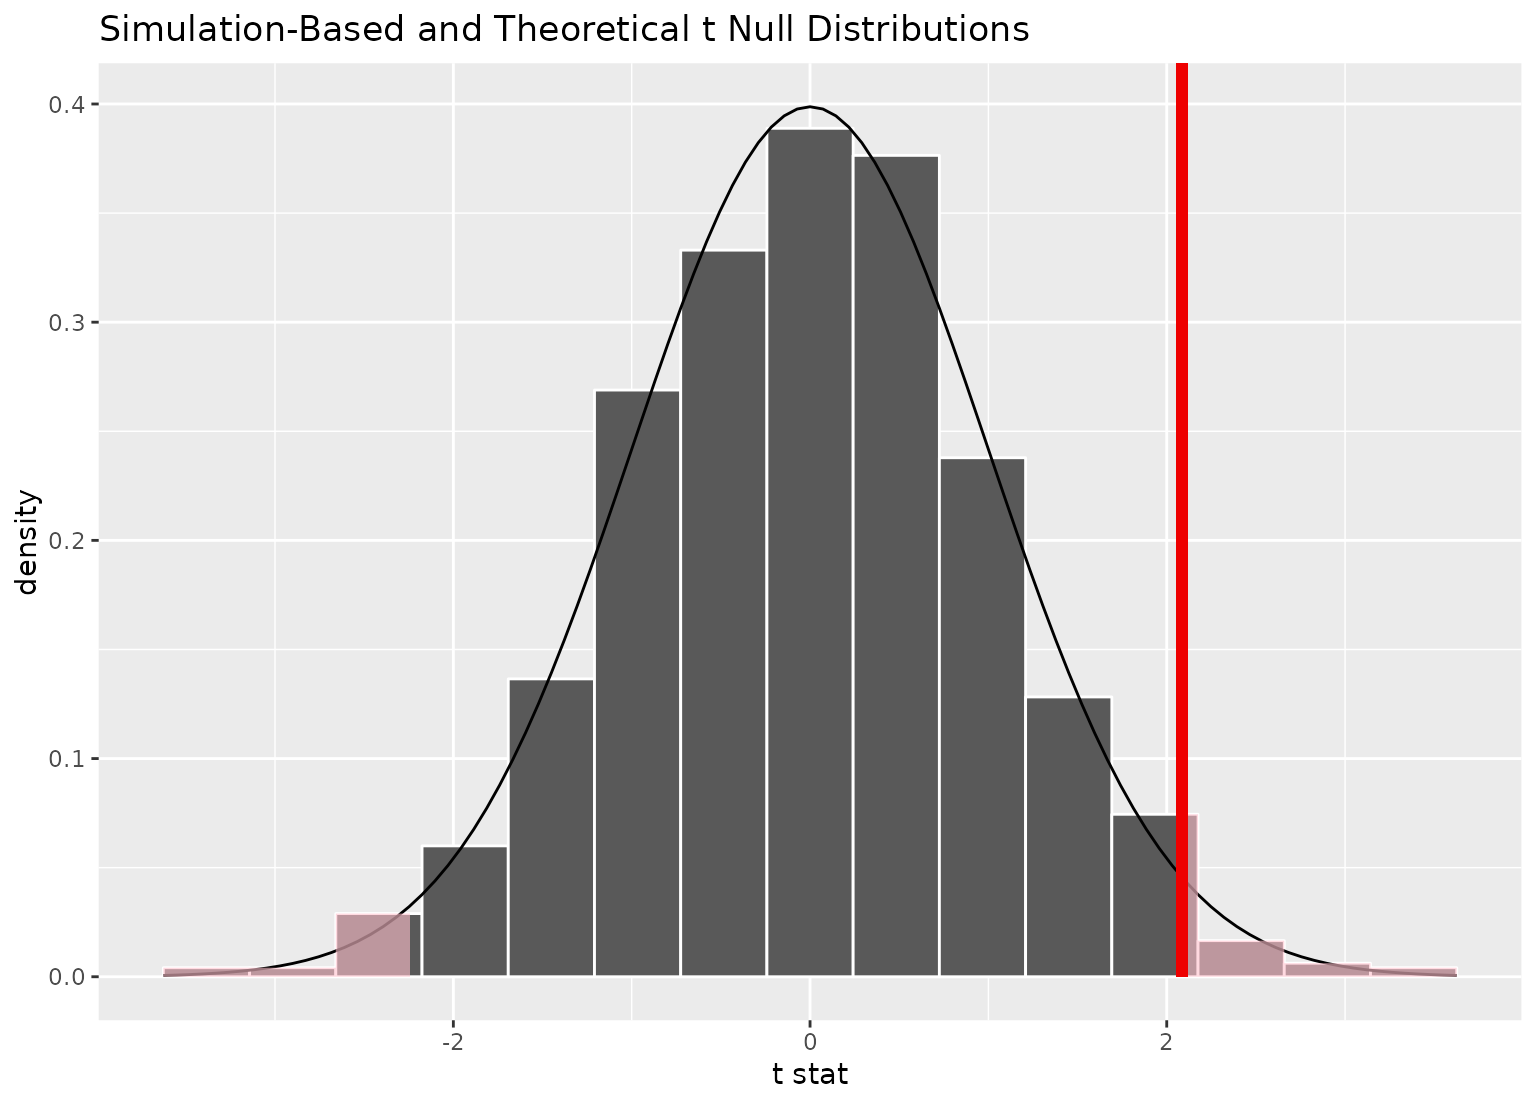 Simulation-Based and Theoretical t Null Distributions
0.4
0.3
0.2
0.1
0.0
density
-2 0 2
t stat